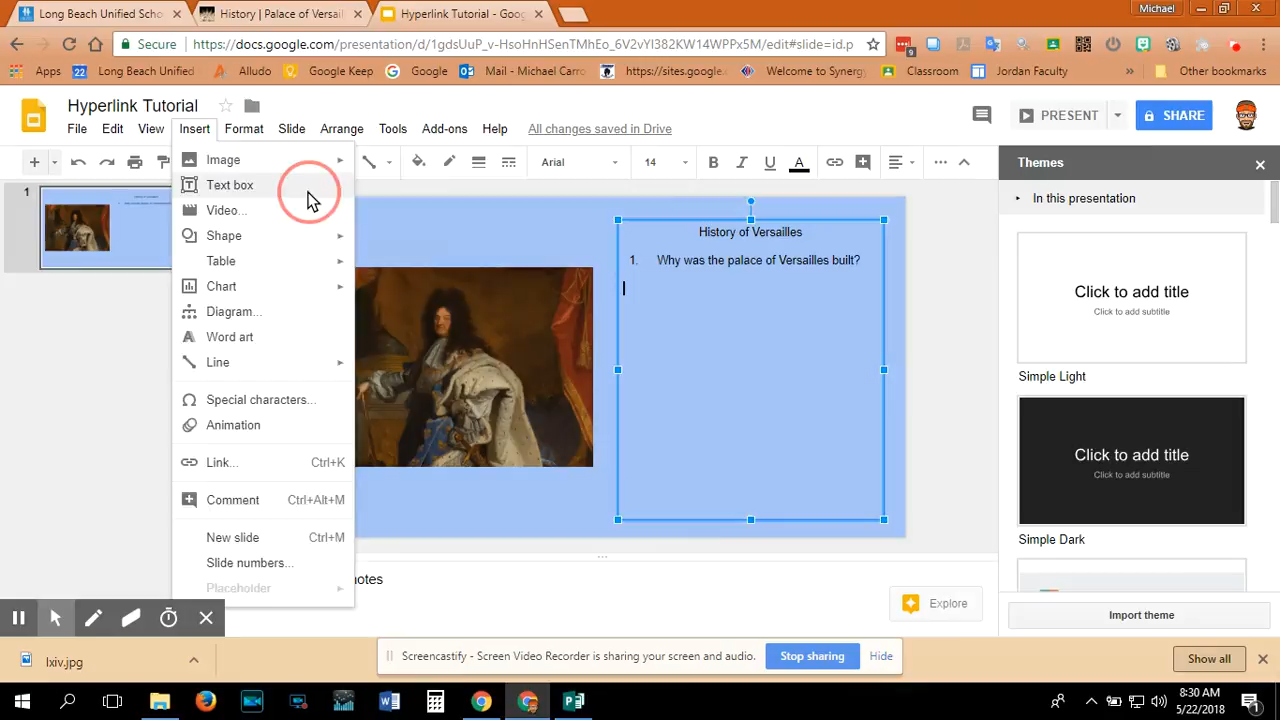 Long Beach Unified Scho
History | Palace of Versail
Hyperlink Tutorial - Goog
Michael
Secure
https://docs.google.com/presentation/d/1gdsUuP_v-HsoHnHSenTMhEo_6V2vYI382KW14WPPx5M/edit#slide=id.p
9
Apps
22
Long Beach Unified
Alludo
Google Keep
Google
Mail - Michael Carro
https://sites.google.c
Welcome to Synergy
Classroom
Jordan Faculty
»
Other bookmarks
Hyperlink Tutorial
File Edit View Insert Format Slide Arrange Tools Add-ons Help All changes saved in Drive
PRESENT
SHARE
Arial
14
B I U A
Themes
In this presentation
Image
Text box
Video...
Shape
Table
Chart
Diagram...
Word art
Line
Special characters...
Animation
Link... Ctrl+K
Comment Ctrl+Alt+M
New slide Ctrl+M
Slide numbers...
Placeholder
1
History of Versailles
1. Why was the palace of Versailles built?
Click to add title
Click to add subtitle
Simple Light
Click to add title
Click to add subtitle
Simple Dark
Import theme
notes
Explore
lxiv.jpg
Screencastify - Screen Video Recorder is sharing your screen and audio.
Stop sharing
Hide
Show all
8:30 AM
5/22/2018
1